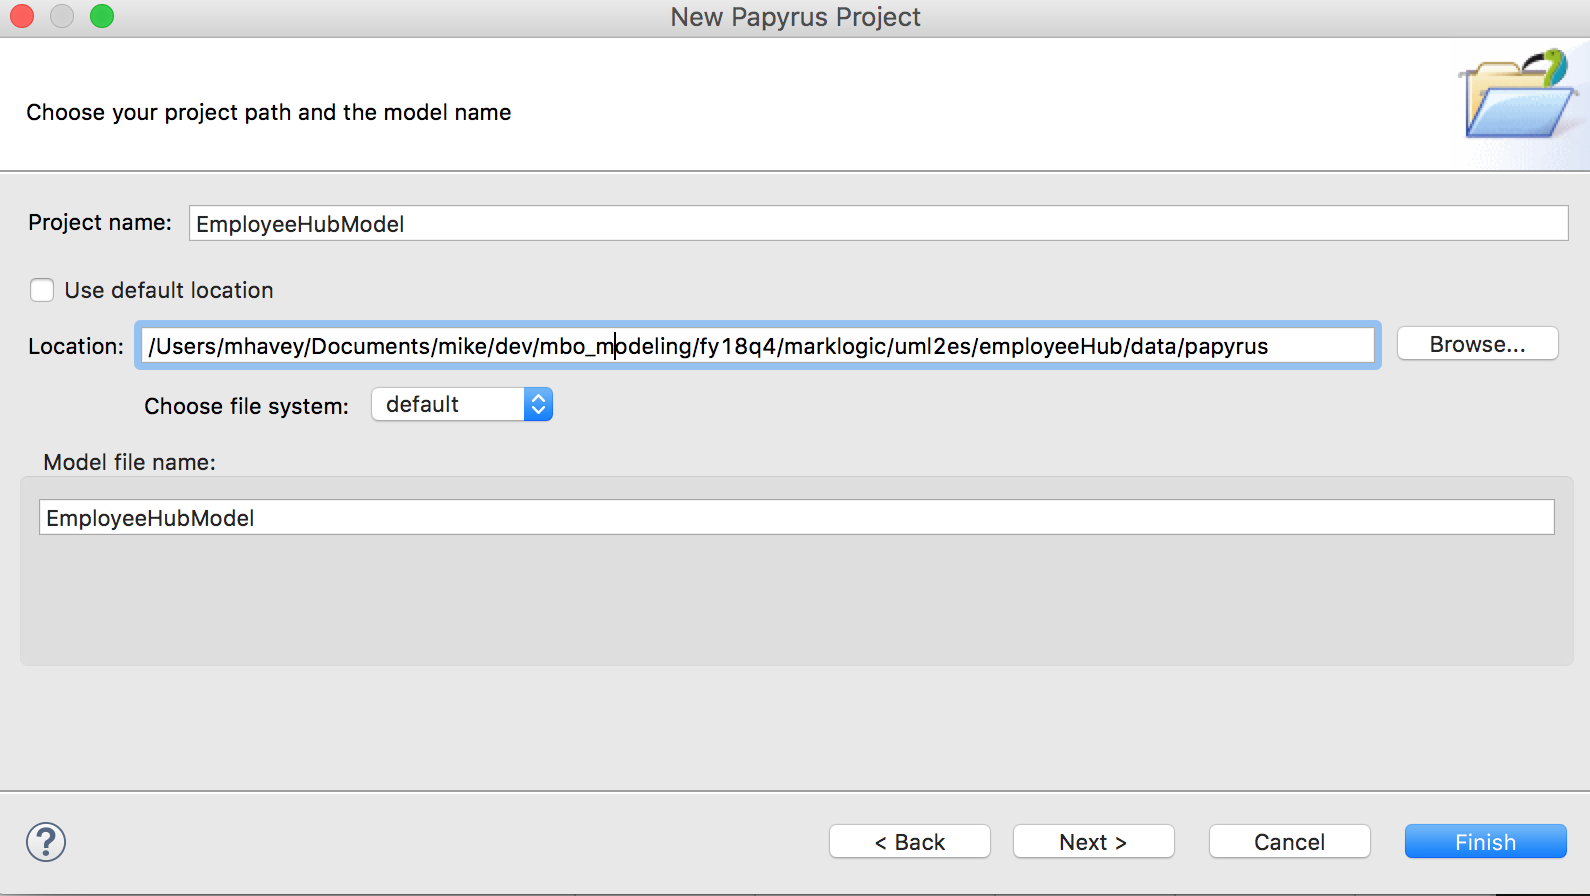 New Papyrus Project
Choose your project path and the model name
Project name: EmployeeHubModel
Use default location
Location: /Users/mhavey/Documents/mike/dev/mbo_modeling/fy18q4/marklogic/uml2es/employeeHub/data/papyrus Browse...
Choose file system: default
Model file name:
EmployeeHubModel
? < Back Next > Cancel Finish